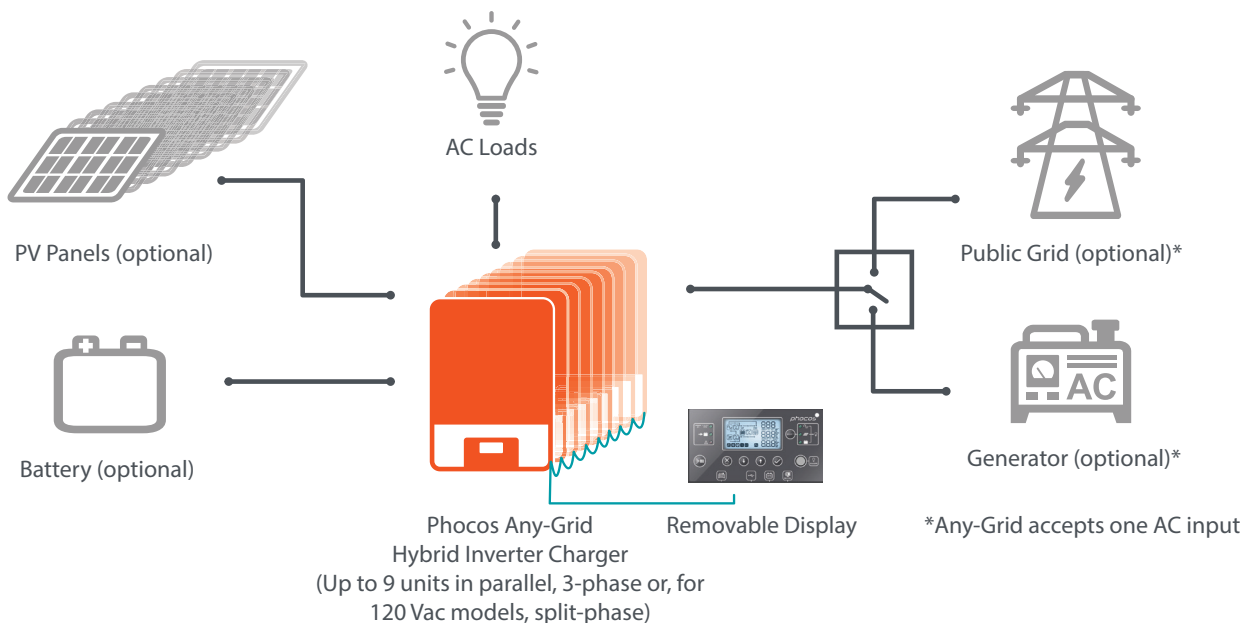 AC Loads
PV Panels (optional)
Public Grid (optional)*
Battery (optional)
phocos
AC
Generator (optional)*
Phocos Any-Grid
Hybrid Inverter Charger
(Up to 9 units in parallel, 3-phase or, for
120 Vac models, split-phase)
Removable Display
*Any-Grid accepts one AC input